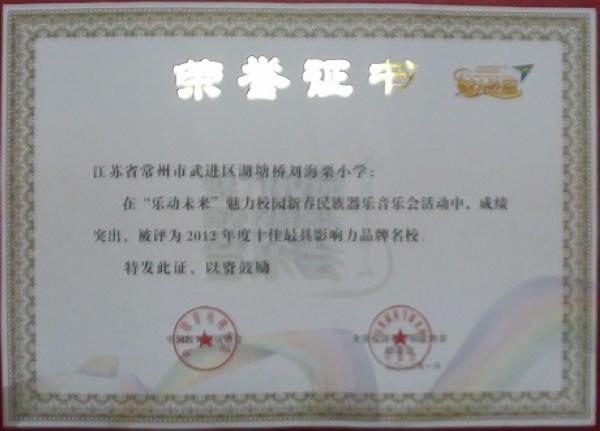 荣誉证书
江苏省常州市武进区湖塘桥刘海粟小学：
在“乐动未来”魅力校园新春民族器乐音乐会活动中，成绩
突出，被评为2012年度十佳最具影响力品牌名校。
特发此证，以资鼓励